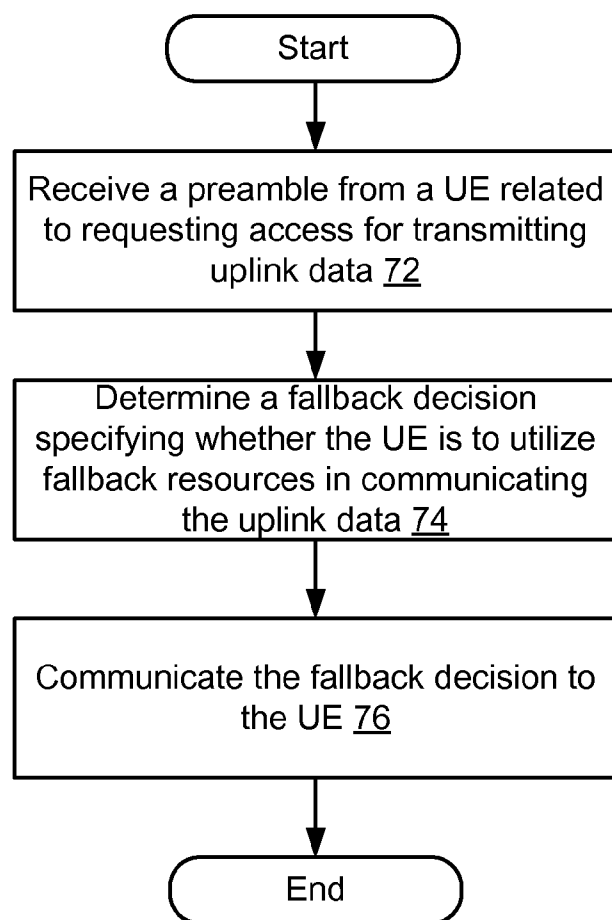 Start
Receive a preamble from a UE related
to requesting access for transmitting
uplink data 72
Determine a fallback decision
specifying whether the UE is to utilize
fallback resources in communicating
the uplink data 74
Communicate the fallback decision to
the UE 76
End